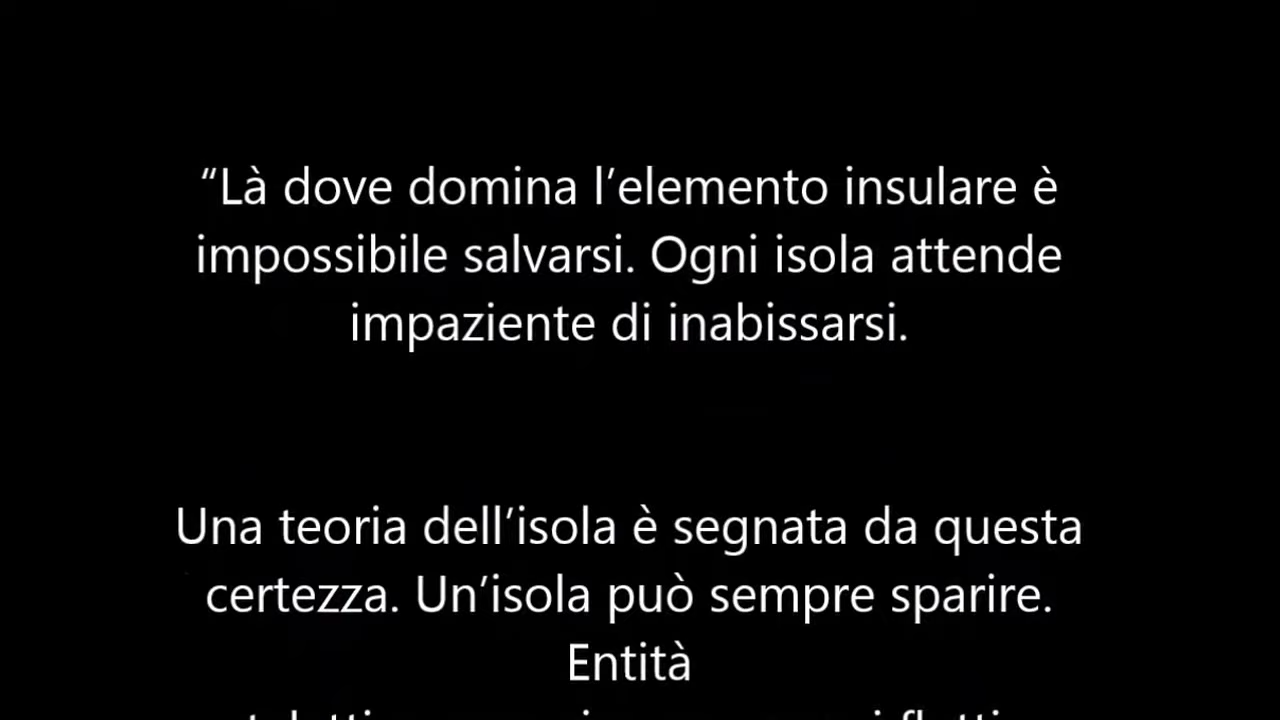 “Là dove domina l’elemento insulare è
impossibile salvarsi. Ogni isola attende
impaziente di inabissarsi.
Una teoria dell’isola è segnata da questa
certezza. Un’isola può sempre sparire.
Entità